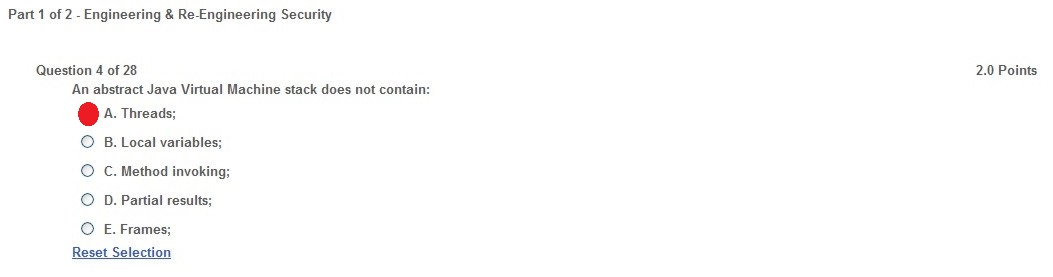 Part 1 of 2 - Engineering & Re-Engineering Security
Question 4 of 28 2.0 Points
An abstract Java Virtual Machine stack does not contain:
A. Threads;
B. Local variables;
C. Method invoking;
D. Partial results;
E. Frames;
Reset Selection